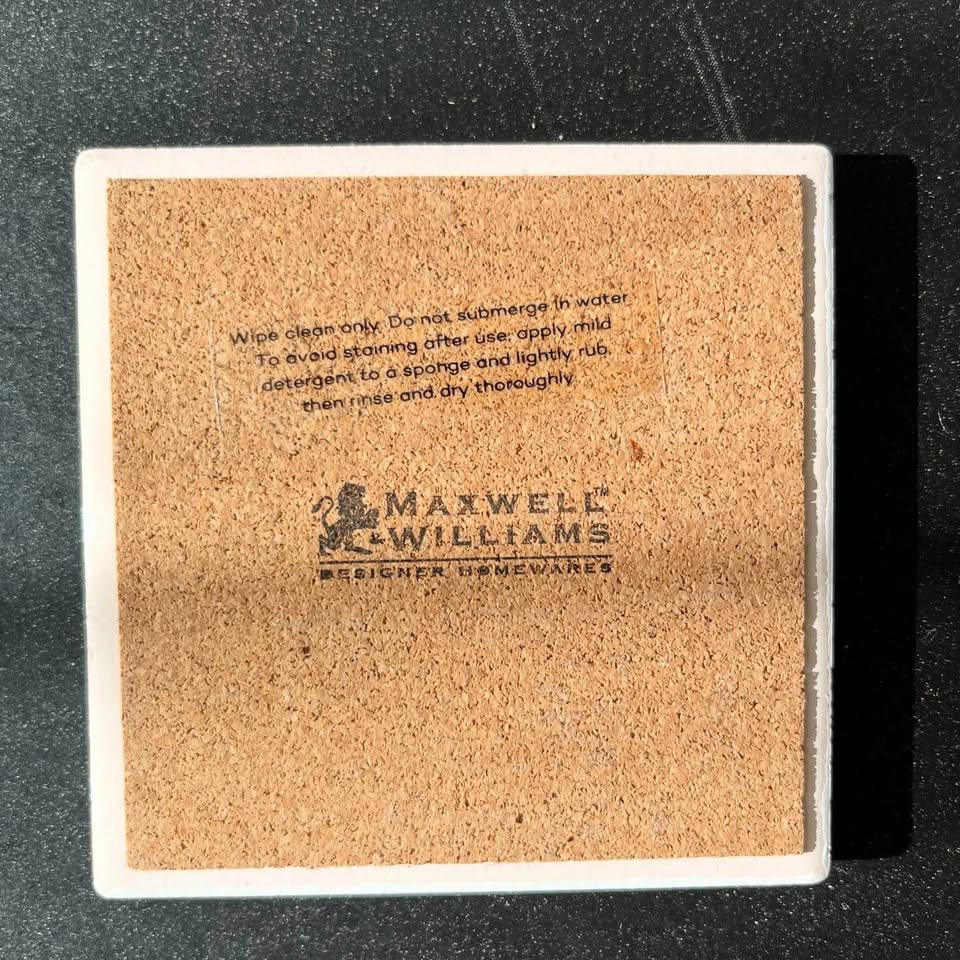 Wipe clean only. Do not submerge in water.
To avoid staining after use: apply mild
detergent to a sponge and lightly rub,
then rinse and dry thoroughly.
MAXWELL™
WILLIAMS
DESIGNER HOMEWARES